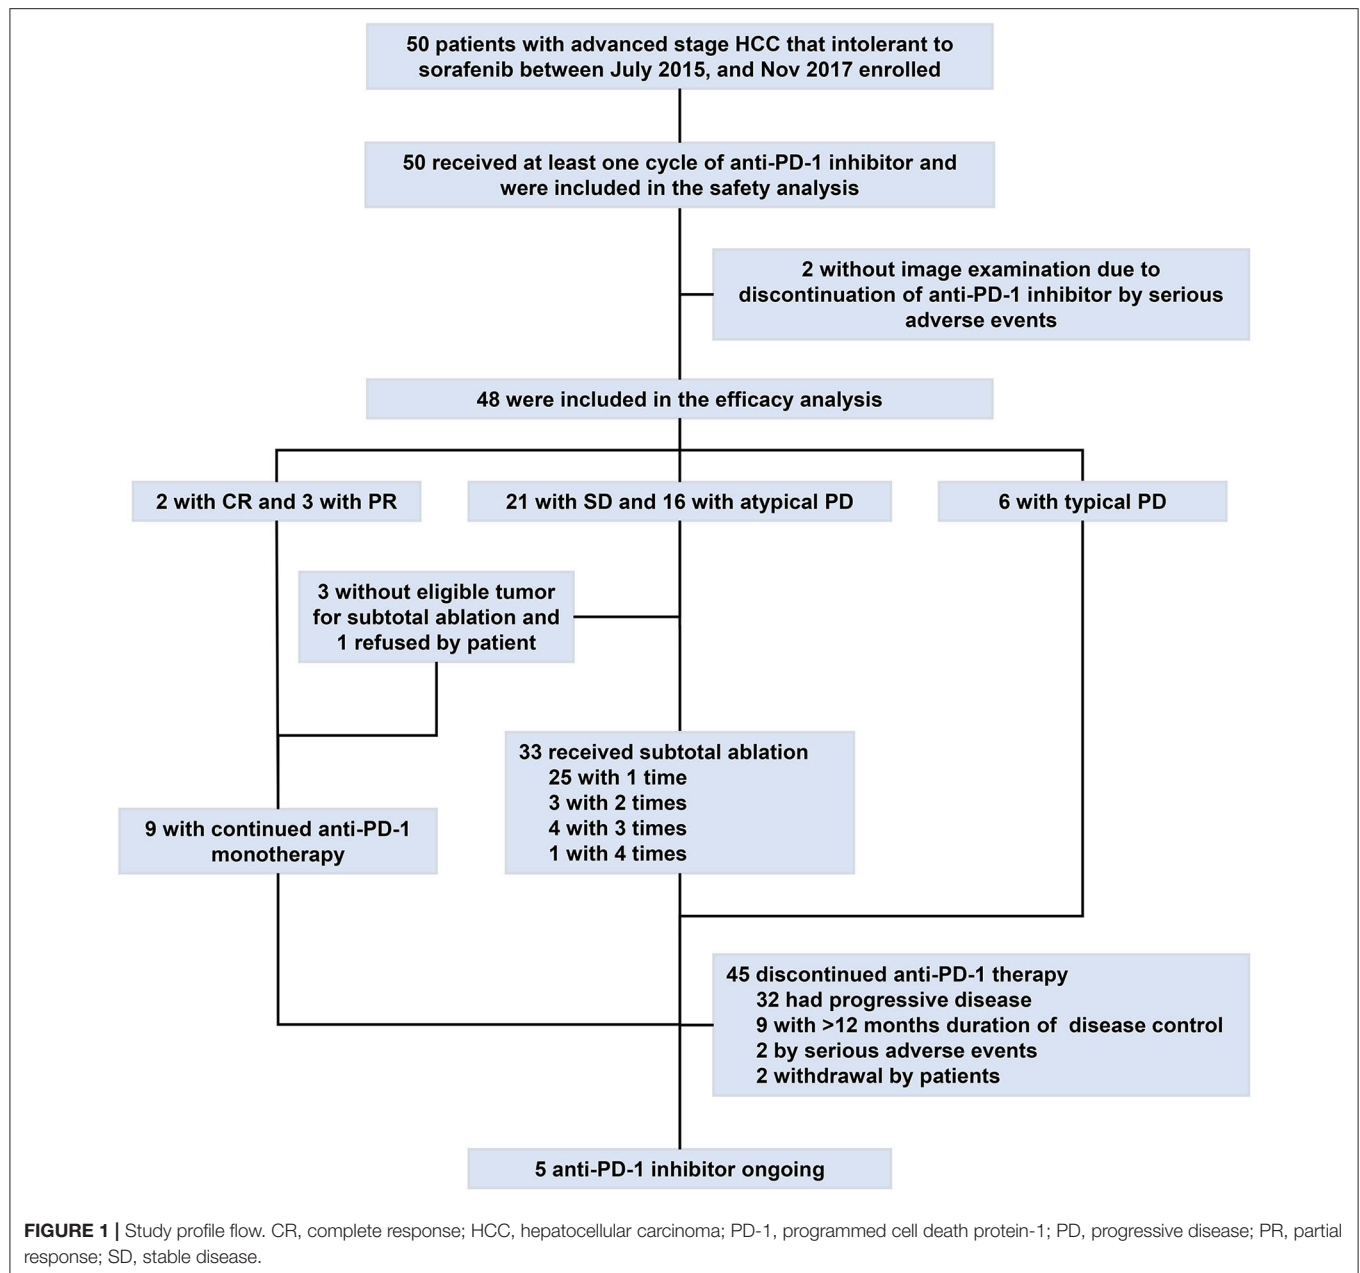 50 patients with advanced stage HCC that intolerant to
sorafenib between July 2015, and Nov 2017 enrolled
50 received at least one cycle of anti-PD-1 inhibitor and
were included in the safety analysis
2 without image examination due to
discontinuation of anti-PD-1 inhibitor by serious
adverse events
48 were included in the efficacy analysis
2 with CR and 3 with PR
21 with SD and 16 with atypical PD
6 with typical PD
3 without eligible tumor
for subtotal ablation and
1 refused by patient
33 received subtotal ablation
25 with 1 time
3 with 2 times
4 with 3 times
1 with 4 times
9 with continued anti-PD-1
monotherapy
45 discontinued anti-PD-1 therapy
32 had progressive disease
9 with >12 months duration of disease control
2 by serious adverse events
2 withdrawal by patients
5 anti-PD-1 inhibitor ongoing
FIGURE 1 | Study profile flow. CR, complete response; HCC, hepatocellular carcinoma; PD-1, programmed cell death protein-1; PD, progressive disease; PR, partial
response; SD, stable disease.